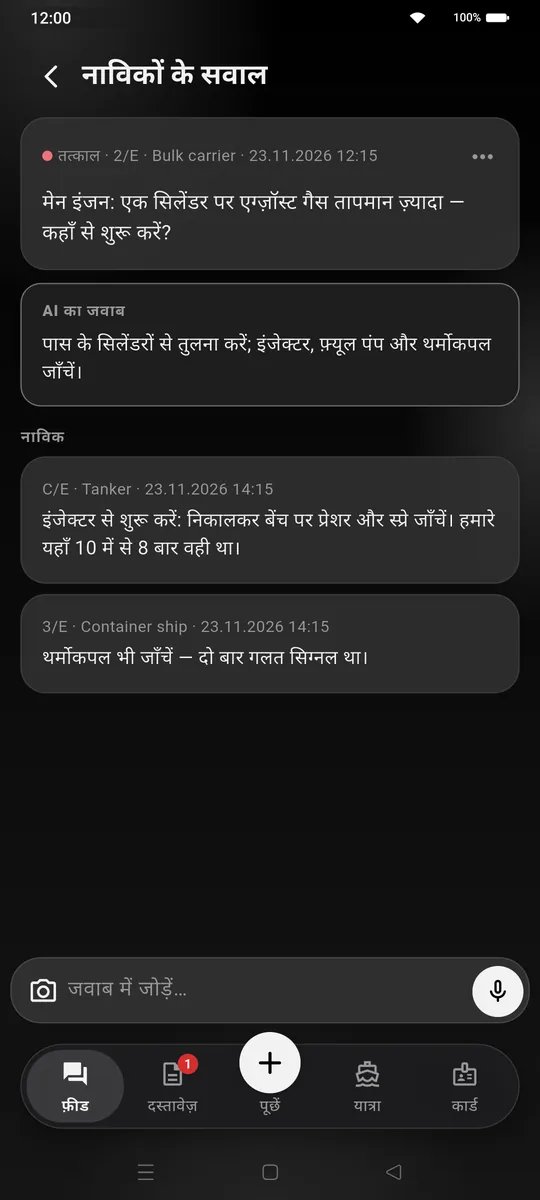 12:00
100%
नाविकों के सवाल
तत्काल · 2/E · Bulk carrier · 23.11.2026 12:15
मेन इंजन: एक सिलेंडर पर एग्ज़ॉस्ट गैस तापमान ज़्यादा —
कहाँ से शुरू करें?
AI का जवाब
पास के सिलेंडरों से तुलना करें; इंजेक्टर, फ़्यूल पंप और थर्मोकपल
जाँचें।
नाविक
C/E · Tanker · 23.11.2026 14:15
इंजेक्टर से शुरू करें: निकालकर बेंच पर प्रेशर और स्प्रे जाँचें। हमारे
यहाँ 10 में से 8 बार वही था।
3/E · Container ship · 23.11.2026 14:15
थर्मोकपल भी जाँचें — दो बार गलत सिग्नल था।
जवाब में जोड़ें…
1
फ़ीड
दस्तावेज़
पूछें
यात्रा
कार्ड